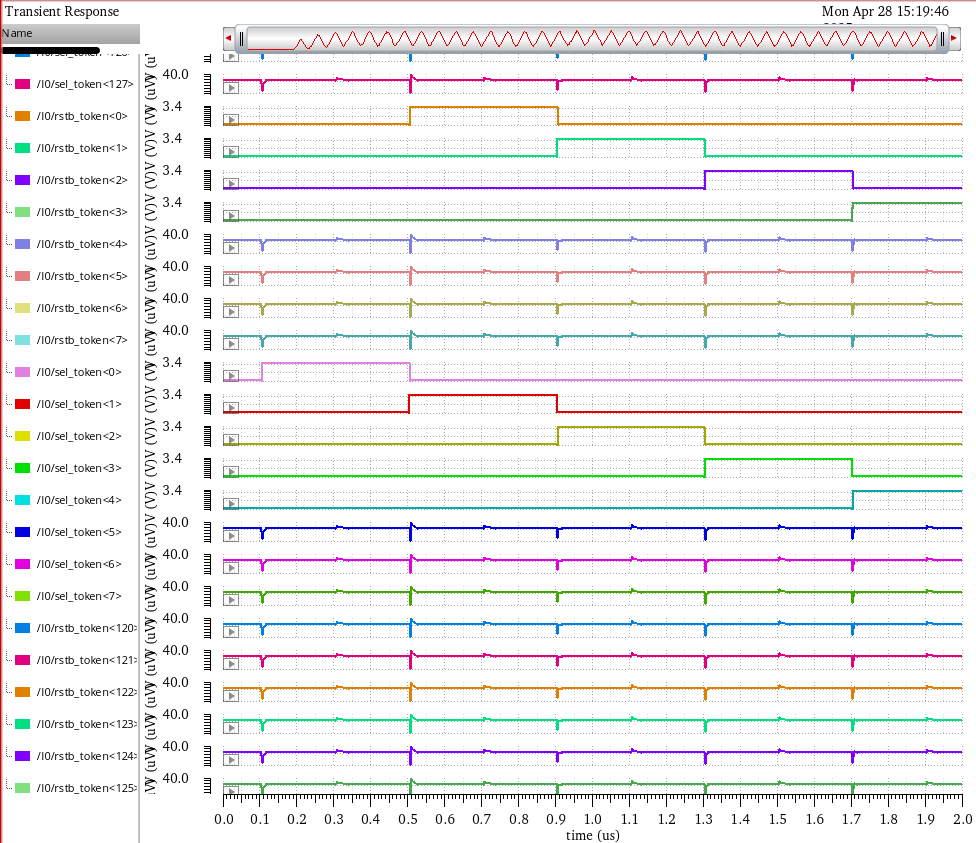 Transient Response
Mon Apr 28 15:19:46
Name
/I0/sel_token<127>
40.0
/I0/rstb_token<0>
3.4
/I0/rstb_token<1>
3.4
/I0/rstb_token<2>
3.4
/I0/rstb_token<3>
3.4
/I0/rstb_token<4>
40.0
/I0/rstb_token<5>
40.0
/I0/rstb_token<6>
40.0
/I0/rstb_token<7>
40.0
/I0/sel_token<0>
3.4
/I0/sel_token<1>
3.4
/I0/sel_token<2>
3.4
/I0/sel_token<3>
3.4
/I0/sel_token<4>
3.4
/I0/sel_token<5>
40.0
/I0/sel_token<6>
40.0
/I0/sel_token<7>
40.0
/I0/rstb_token<120>
40.0
/I0/rstb_token<121>
40.0
/I0/rstb_token<122>
40.0
/I0/rstb_token<123>
40.0
/I0/rstb_token<124>
40.0
/I0/rstb_token<125>
40.0
0.0 0.1 0.2 0.3 0.4 0.5 0.6 0.7 0.8 0.9 1.0 1.1 1.2 1.3 1.4 1.5 1.6 1.7 1.8 1.9 2.0
time (us)